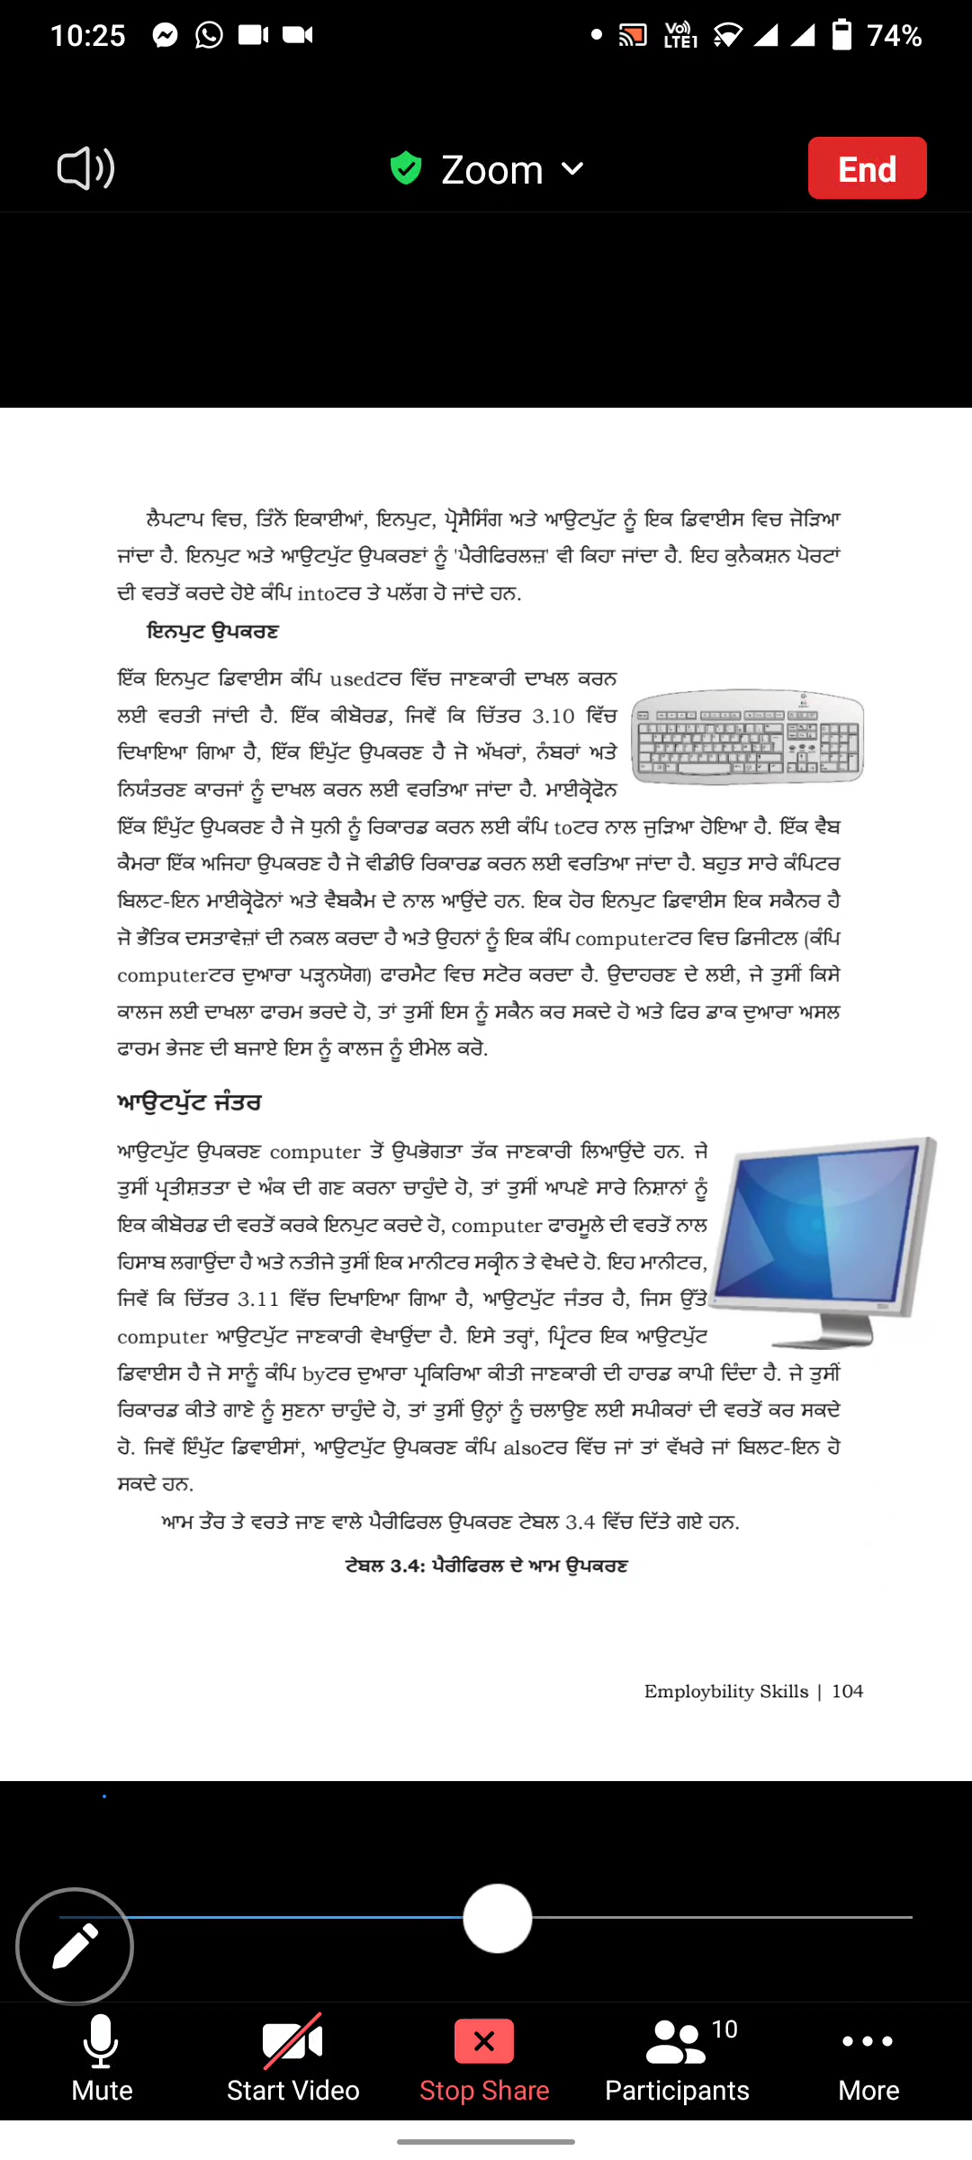 10:25
Vo)) LTE1
74%
Zoom
End
ਲੈਪਟਾਪ ਵਿਚ, ਤਿੰਨੋਂ ਇਕਾਈਆਂ, ਇਨਪੁਟ, ਪ੍ਰੋਸੈਸਿੰਗ ਅਤੇ ਆਉਟਪੁੱਟ ਨੂੰ ਇਕ ਡਿਵਾਈਸ ਵਿਚ ਜੋੜਿਆ
ਜਾਂਦਾ ਹੈ. ਇਨਪੁਟ ਅਤੇ ਆਉਟਪੁੱਟ ਉਪਕਰਣਾਂ ਨੂੰ 'ਪੈਰੀਫਿਰਲਜ਼' ਵੀ ਕਿਹਾ ਜਾਂਦਾ ਹੈ. ਇਹ ਕੁਨੈਕਸ਼ਨ ਪੋਰਟਾਂ
ਦੀ ਵਰਤੋਂ ਕਰਦੇ ਹੋਏ ਕੰਪਿ intoਟਰ ਤੇ ਪਲੱਗ ਹੋ ਜਾਂਦੇ ਹਨ.
ਇਨਪੁਟ ਉਪਕਰਣ
ਇੱਕ ਇਨਪੁਟ ਡਿਵਾਈਸ ਕੰਪਿ usedਟਰ ਵਿੱਚ ਜਾਣਕਾਰੀ ਦਾਖਲ ਕਰਨ
ਲਈ ਵਰਤੀ ਜਾਂਦੀ ਹੈ. ਇੱਕ ਕੀਬੋਰਡ, ਜਿਵੇਂ ਕਿ ਚਿੱਤਰ 3.10 ਵਿੱਚ
ਦਿਖਾਇਆ ਗਿਆ ਹੈ, ਇੱਕ ਇੰਪੁੱਟ ਉਪਕਰਣ ਹੈ ਜੋ ਅੱਖਰਾਂ, ਨੰਬਰਾਂ ਅਤੇ
ਨਿਯੰਤਰਣ ਕਾਰਜਾਂ ਨੂੰ ਦਾਖਲ ਕਰਨ ਲਈ ਵਰਤਿਆ ਜਾਂਦਾ ਹੈ. ਮਾਈਕ੍ਰੋਫੋਨ
ਇੱਕ ਇੰਪੁੱਟ ਉਪਕਰਣ ਹੈ ਜੋ ਧੁਨੀ ਨੂੰ ਰਿਕਾਰਡ ਕਰਨ ਲਈ ਕੰਪਿ toਟਰ ਨਾਲ ਜੁੜਿਆ ਹੋਇਆ ਹੈ. ਇੱਕ ਵੈਬ
ਕੈਮਰਾ ਇੱਕ ਅਜਿਹਾ ਉਪਕਰਣ ਹੈ ਜੋ ਵੀਡੀਓ ਰਿਕਾਰਡ ਕਰਨ ਲਈ ਵਰਤਿਆ ਜਾਂਦਾ ਹੈ. ਬਹੁਤ ਸਾਰੇ ਕੰਪਿਟਰ
ਬਿਲਟ-ਇਨ ਮਾਈਕ੍ਰੋਫੋਨਾਂ ਅਤੇ ਵੈਬਕੈਮ ਦੇ ਨਾਲ ਆਉਂਦੇ ਹਨ. ਇਕ ਹੋਰ ਇਨਪੁਟ ਡਿਵਾਈਸ ਇਕ ਸਕੈਨਰ ਹੈ
ਜੋ ਭੌਤਿਕ ਦਸਤਾਵੇਜ਼ਾਂ ਦੀ ਨਕਲ ਕਰਦਾ ਹੈ ਅਤੇ ਉਹਨਾਂ ਨੂੰ ਇਕ ਕੰਪਿ computerਟਰ ਵਿਚ ਡਿਜੀਟਲ (ਕੰਪਿ
computerਟਰ ਦੁਆਰਾ ਪੜ੍ਹਨਯੋਗ) ਫਾਰਮੈਟ ਵਿਚ ਸਟੋਰ ਕਰਦਾ ਹੈ. ਉਦਾਹਰਣ ਦੇ ਲਈ, ਜੇ ਤੁਸੀਂ ਕਿਸੇ
ਕਾਲਜ ਲਈ ਦਾਖਲਾ ਫਾਰਮ ਭਰਦੇ ਹੋ, ਤਾਂ ਤੁਸੀਂ ਇਸ ਨੂੰ ਸਕੈਨ ਕਰ ਸਕਦੇ ਹੋ ਅਤੇ ਫਿਰ ਡਾਕ ਦੁਆਰਾ ਅਸਲ
ਫਾਰਮ ਭੇਜਣ ਦੀ ਬਜਾਏ ਇਸ ਨੂੰ ਕਾਲਜ ਨੂੰ ਈਮੇਲ ਕਰੋ.
ਆਉਟਪੁੱਟ ਜੰਤਰ
ਆਉਟਪੁੱਟ ਉਪਕਰਣ computer ਤੋਂ ਉਪਭੋਗਤਾ ਤੱਕ ਜਾਣਕਾਰੀ ਲਿਆਉਂਦੇ ਹਨ. ਜੇ
ਤੁਸੀਂ ਪ੍ਰਤੀਸ਼ਤਤਾ ਦੇ ਅੰਕ ਦੀ ਗਣ ਕਰਨਾ ਚਾਹੁੰਦੇ ਹੋ, ਤਾਂ ਤੁਸੀਂ ਆਪਣੇ ਸਾਰੇ ਨਿਸ਼ਾਨਾਂ ਨੂੰ
ਇਕ ਕੀਬੋਰਡ ਦੀ ਵਰਤੋਂ ਕਰਕੇ ਇਨਪੁਟ ਕਰਦੇ ਹੋ, computer ਫਾਰਮੂਲੇ ਦੀ ਵਰਤੋਂ ਨਾਲ
ਹਿਸਾਬ ਲਗਾਉਂਦਾ ਹੈ ਅਤੇ ਨਤੀਜੇ ਤੁਸੀਂ ਇਕ ਮਾਨੀਟਰ ਸਕ੍ਰੀਨ ਤੇ ਵੇਖਦੇ ਹੋ. ਇਹ ਮਾਨੀਟਰ,
ਜਿਵੇਂ ਕਿ ਚਿੱਤਰ 3.11 ਵਿੱਚ ਦਿਖਾਇਆ ਗਿਆ ਹੈ, ਆਉਟਪੁੱਟ ਜੰਤਰ ਹੈ, ਜਿਸ ਉੱਤੇ
computer ਆਉਟਪੁੱਟ ਜਾਣਕਾਰੀ ਵੇਖਾਉਂਦਾ ਹੈ. ਇਸੇ ਤਰ੍ਹਾਂ, ਪ੍ਰਿੰਟਰ ਇਕ ਆਉਟਪੁੱਟ
ਡਿਵਾਈਸ ਹੈ ਜੋ ਸਾਨੂੰ ਕੰਪਿ byਟਰ ਦੁਆਰਾ ਪ੍ਰਕਿਰਿਆ ਕੀਤੀ ਜਾਣਕਾਰੀ ਦੀ ਹਾਰਡ ਕਾਪੀ ਦਿੰਦਾ ਹੈ. ਜੇ ਤੁਸੀਂ
ਰਿਕਾਰਡ ਕੀਤੇ ਗਾਣੇ ਨੂੰ ਸੁਣਨਾ ਚਾਹੁੰਦੇ ਹੋ, ਤਾਂ ਤੁਸੀਂ ਉਨ੍ਹਾਂ ਨੂੰ ਚਲਾਉਣ ਲਈ ਸਪੀਕਰਾਂ ਦੀ ਵਰਤੋਂ ਕਰ ਸਕਦੇ
ਹੋ. ਜਿਵੇਂ ਇੰਪੁੱਟ ਡਿਵਾਈਸਾਂ, ਆਉਟਪੁੱਟ ਉਪਕਰਣ ਕੰਪਿ alsoਟਰ ਵਿੱਚ ਜਾਂ ਤਾਂ ਵੱਖਰੇ ਜਾਂ ਬਿਲਟ-ਇਨ ਹੋ
ਸਕਦੇ ਹਨ.
ਆਮ ਤੌਰ ਤੇ ਵਰਤੇ ਜਾਣ ਵਾਲੇ ਪੈਰੀਫਿਰਲ ਉਪਕਰਣ ਟੇਬਲ 3.4 ਵਿੱਚ ਦਿੱਤੇ ਗਏ ਹਨ.
ਟੇਬਲ 3.4: ਪੈਰੀਫਿਰਲ ਦੇ ਆਮ ਉਪਕਰਣ
Employbility Skills | 104
10
Mute
Start Video
Stop Share
Participants
More